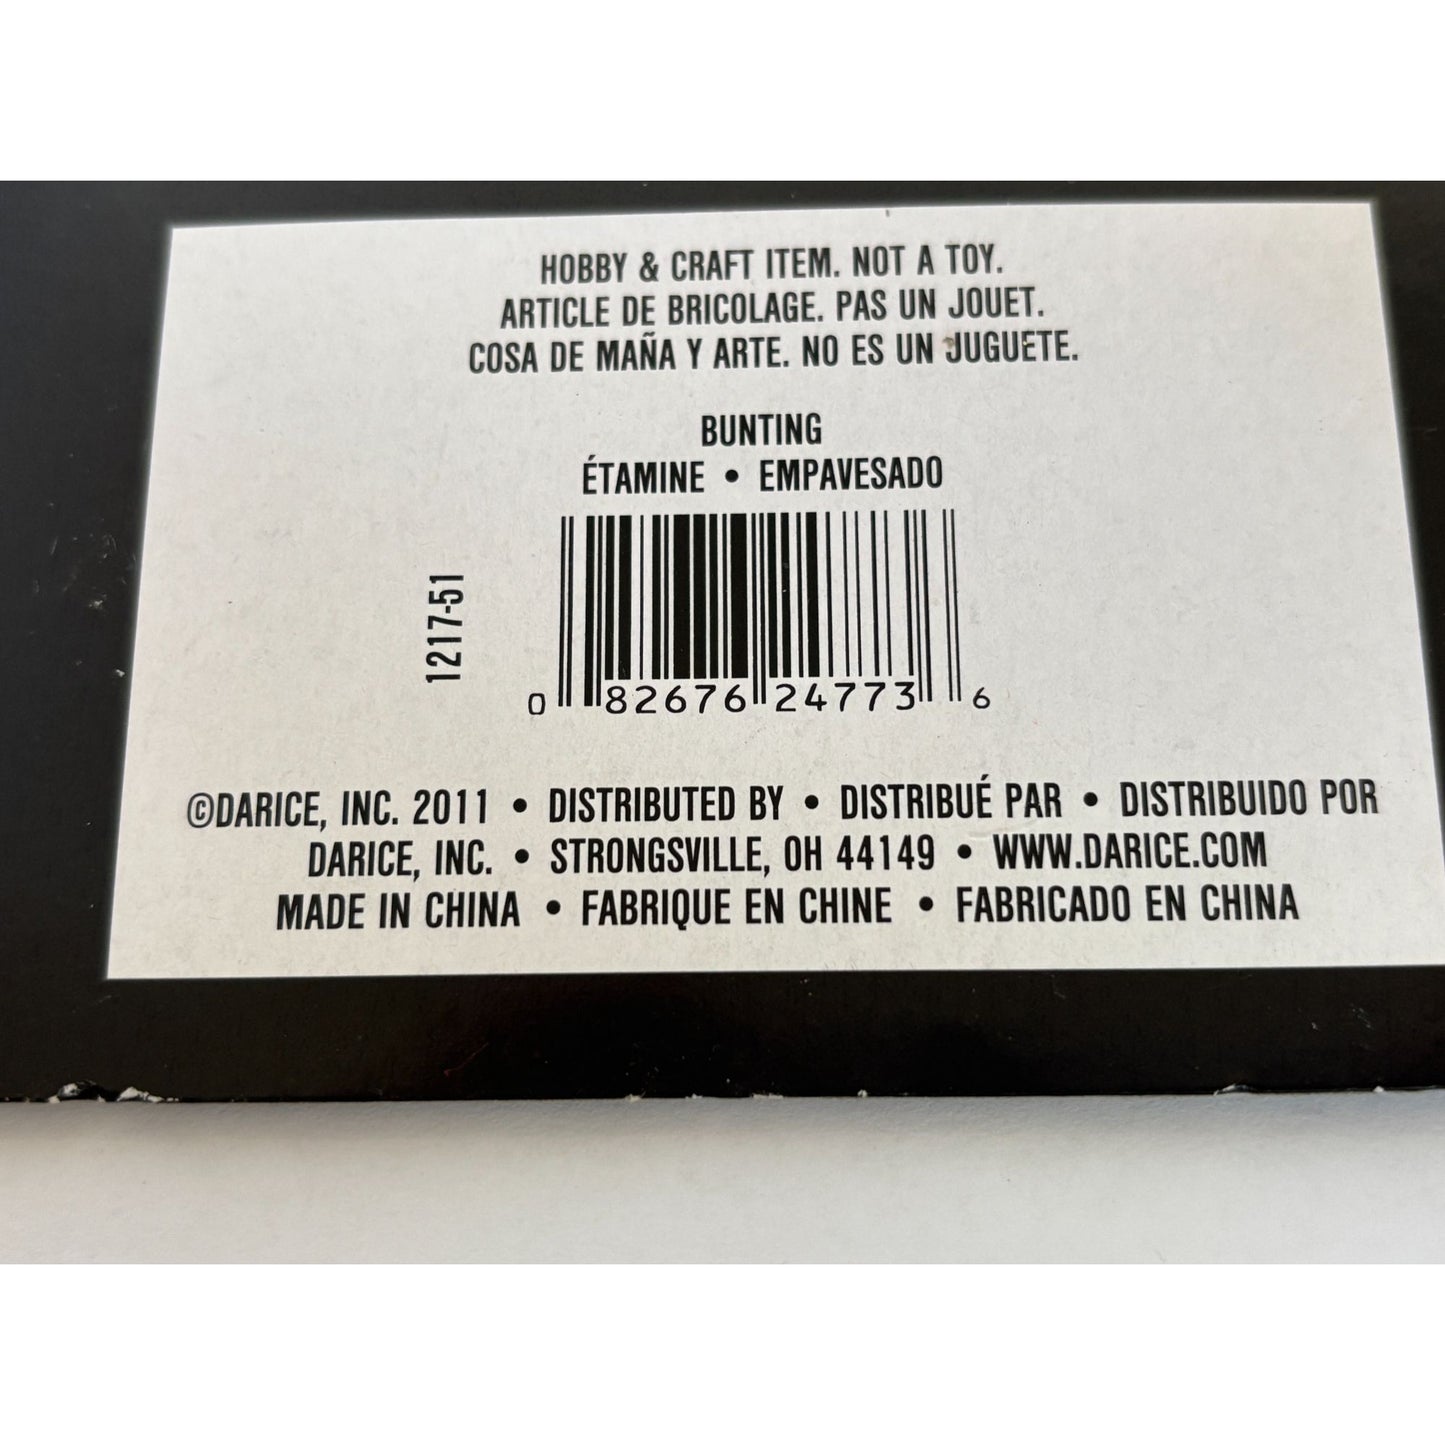 HOBBY & CRAFT ITEM. NOT A TOY.
ARTICLE DE BRICOLAGE. PAS UN JOUET.
COSA DE MAÑA Y ARTE. NO ES UN JUGUETE.
BUNTING
ÉTAMINE • EMPAVESADO
1217-51
0 82676 24773 6
©DARICE, INC. 2011 • DISTRIBUTED BY • DISTRIBUÉ PAR • DISTRIBUIDO POR
DARICE, INC. • STRONGSVILLE, OH 44149 • WWW.DARICE.COM
MADE IN CHINA • FABRIQUE EN CHINE • FABRICADO EN CHINA